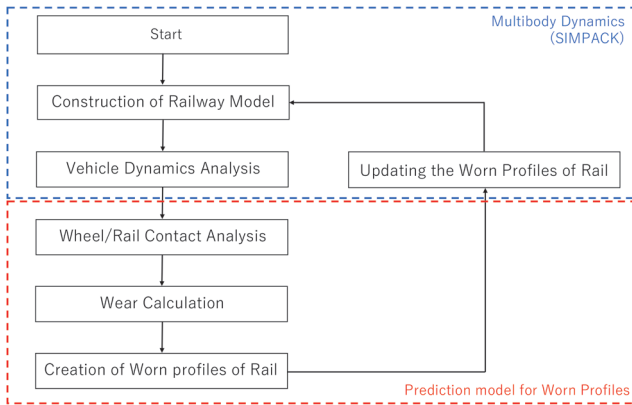 Multibody Dynamics
(SIMPACK)
Start
Construction of Railway Model
Vehicle Dynamics Analysis
Updating the Worn Profiles of Rail
Wheel/Rail Contact Analysis
Wear Calculation
Creation of Worn profiles of Rail
Prediction model for Worn Profiles